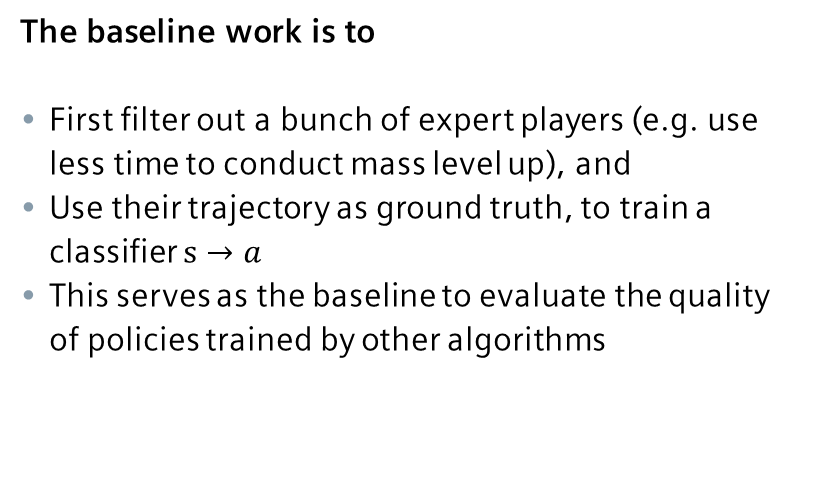 The baseline work is to
• First filter out a bunch of expert players (e.g. use
less time to conduct mass level up), and
• Use their trajectory as ground truth, to train a
classifier s → a
• This serves as the baseline to evaluate the quality
of policies trained by other algorithms